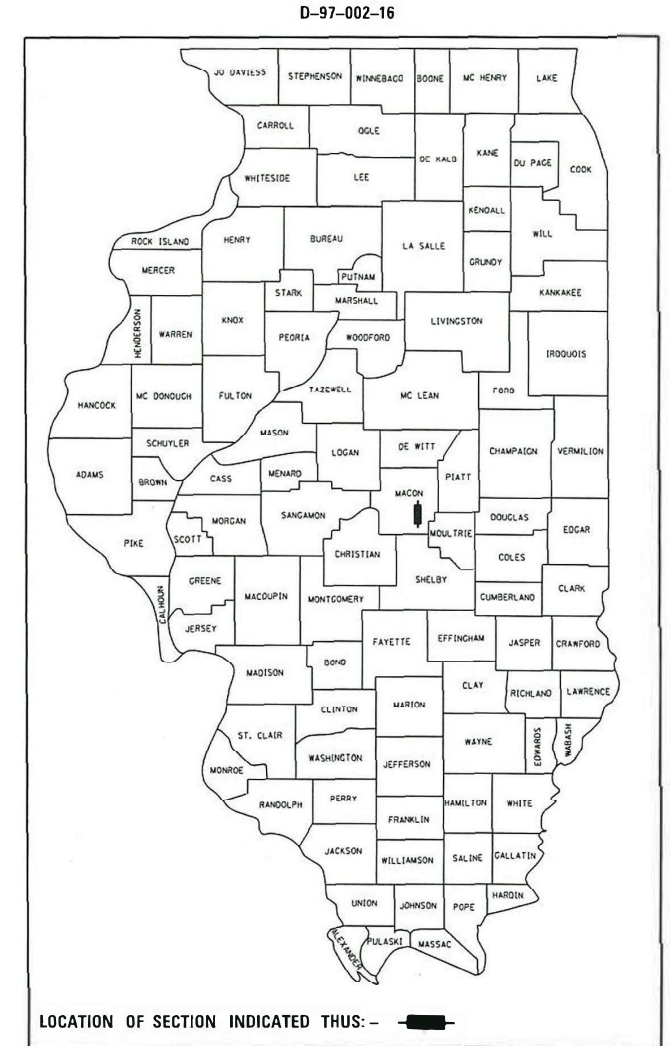 D-97-002-16
JO DAVIESS STEPHENSON WINNEBAGO BOONE MC HENRY LAKE
CARROLL OGLE
DE KALB KANE DU PAGE COOK
WHITESIDE LEE
KENDALL
ROCK ISLAND HENRY BUREAU LA SALLE WILL
GRUNDY
MERCER PUTNAM
STARK MARSHALL KANKAKEE
HENDERSON WARREN KNOX PEORIA WOODFORD LIVINGSTON IROQUOIS
HANCOCK MC DONOUGH FULTON TAZEWELL MC LEAN FORD
MASON
SCHUYLER LOGAN DE WITT CHAMPAIGN VERMILION
ADAMS BROWN CASS MENARD PIATT
MACON
PIKE SCOTT MORGAN SANGAMON MOULTRIE DOUGLAS EDGAR
CHRISTIAN COLES
CALHOUN GREENE MACOUPIN MONTGOMERY SHELBY CUMBERLAND CLARK
JERSEY FAYETTE EFFINGHAM JASPER CRAWFORD
MADISON BOND
CLAY RICHLAND LAWRENCE
CLINTON MARION
ST. CLAIR WAYNE EDWARDS WABASH
WASHINGTON JEFFERSON
MONROE
RANDOLPH PERRY HAMILTON WHITE
FRANKLIN
JACKSON WILLIAMSON SALINE GALLATIN
UNION JOHNSON POPE HARDIN
ALEXANDER PULASKI MASSAC
LOCATION OF SECTION INDICATED THUS: –